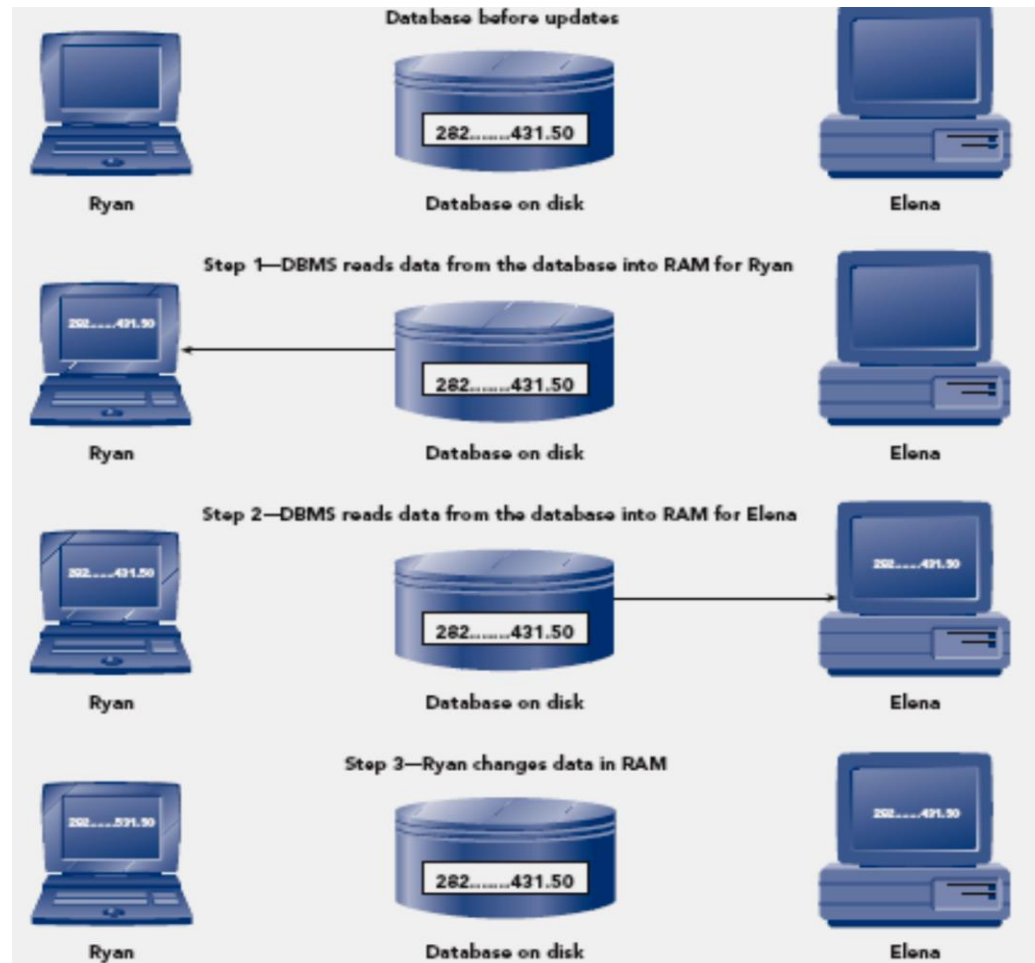 Database before updates
282.......431.50
Ryan Database on disk Elena
Step 1—DBMS reads data from the database into RAM for Ryan
282.......431.50
282.......431.50
Ryan Database on disk Elena
Step 2—DBMS reads data from the database into RAM for Elena
282.......431.50 282.......431.50
282.......431.50
Ryan Database on disk Elena
Step 3—Ryan changes data in RAM
282.......531.50 282.......431.50
282.......431.50
Ryan Database on disk Elena